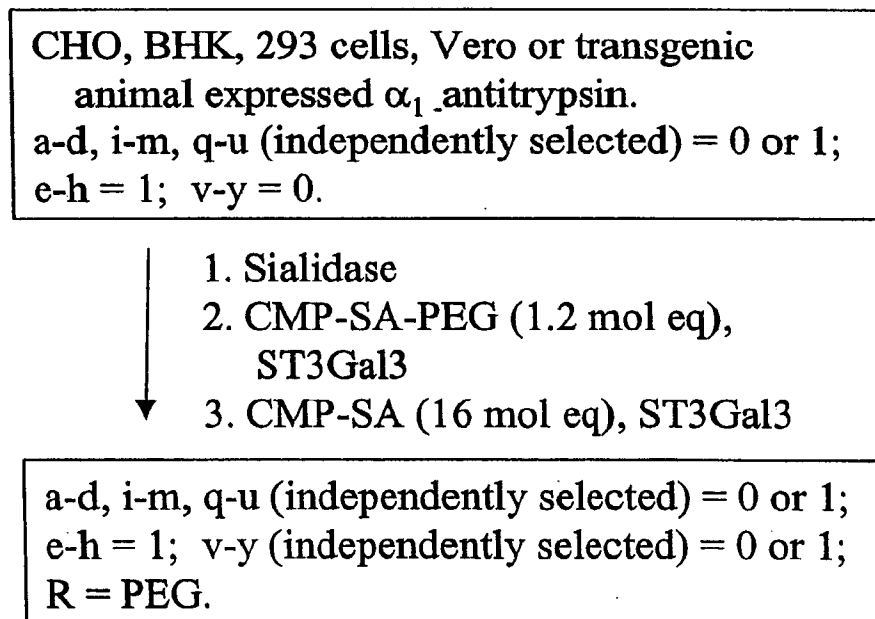 CHO, BHK, 293 cells, Vero or transgenic
animal expressed α₁-antitrypsin.
a-d, i-m, q-u (independently selected) = 0 or 1;
e-h = 1; v-y = 0.
1. Sialidase
2. CMP-SA-PEG (1.2 mol eq),
ST3Gal3
3. CMP-SA (16 mol eq), ST3Gal3
a-d, i-m, q-u (independently selected) = 0 or 1;
e-h = 1; v-y (independently selected) = 0 or 1;
R = PEG.